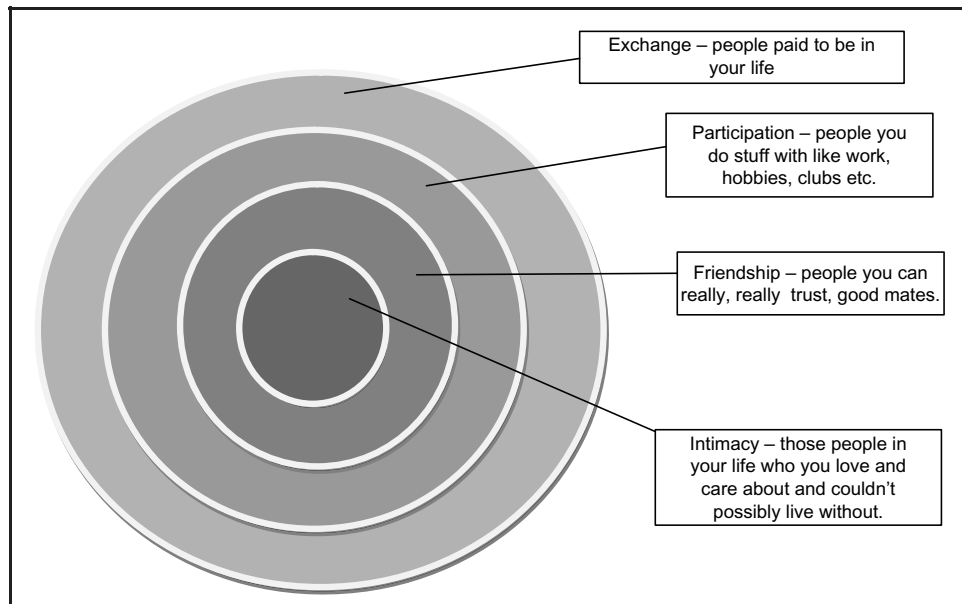 Exchange – people paid to be in
your life
Participation – people you
do stuff with like work,
hobbies, clubs etc.
Friendship – people you can
really, really  trust, good mates.
Intimacy – those people in
your life who you love and
care about and couldn't
possibly live without.